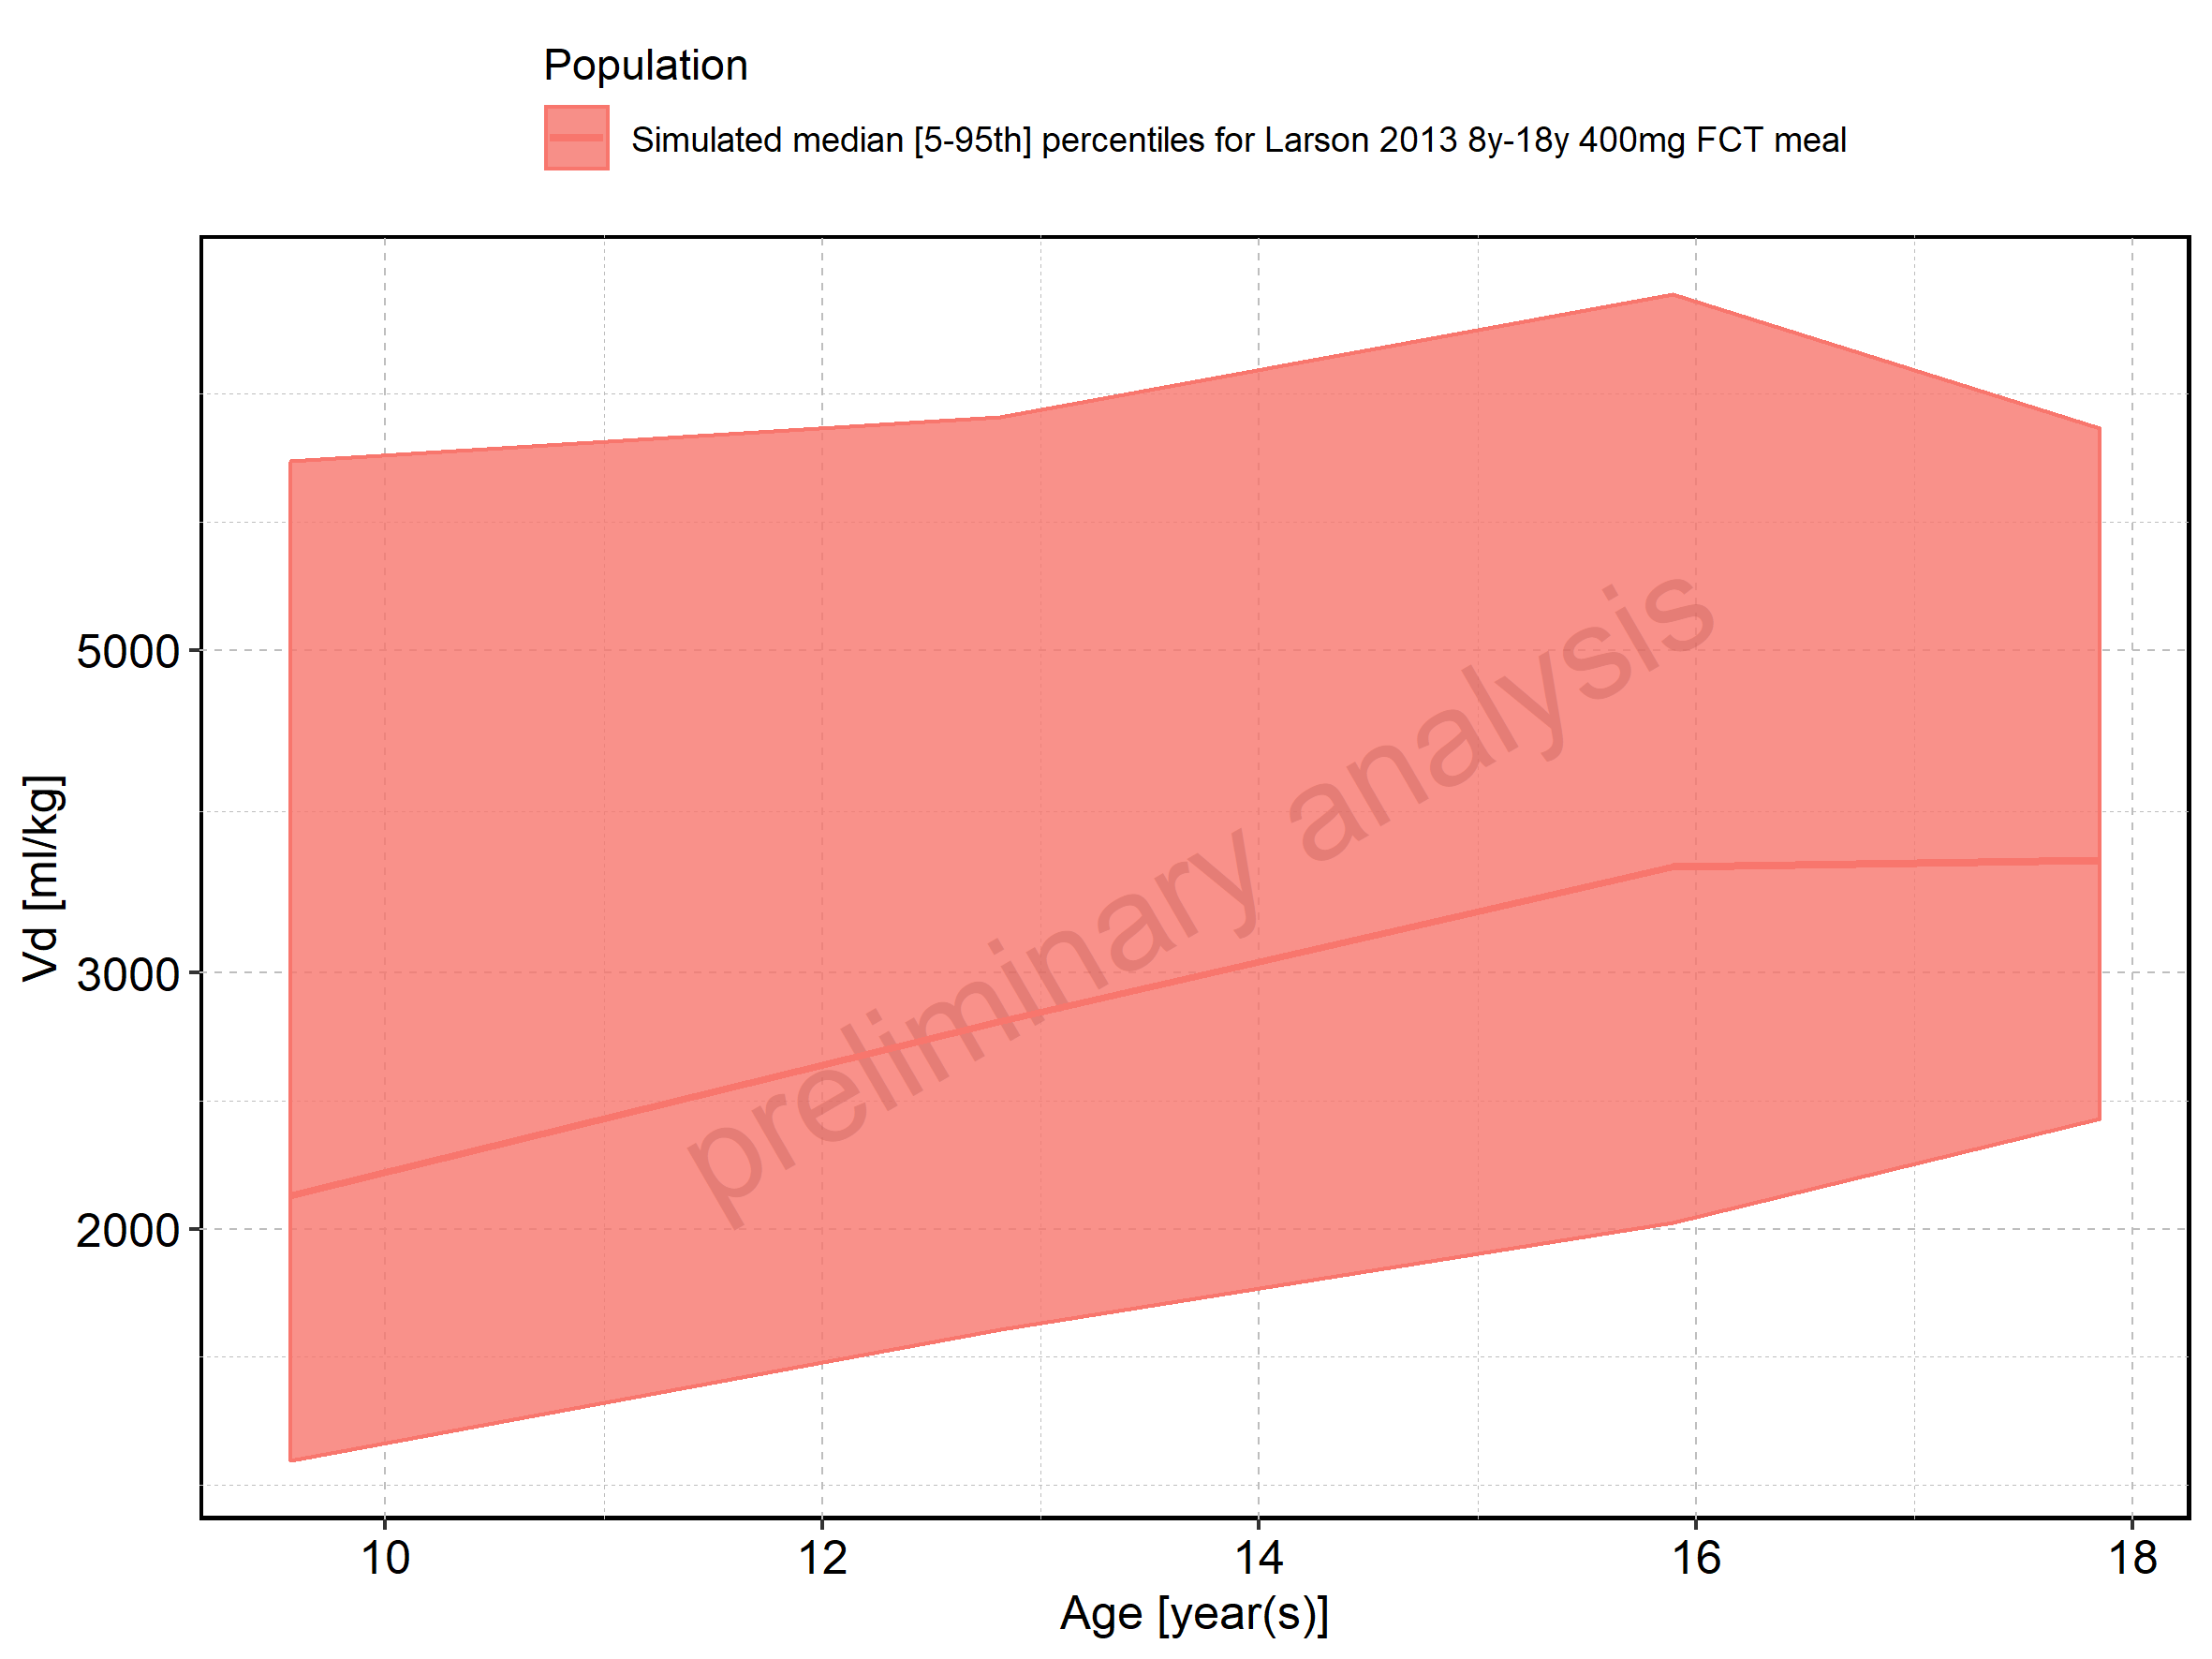 Population
Simulated median [5-95th] percentiles for Larson 2013 8y-18y 400mg FCT meal
5000
3000
2000
Vd [ml/kg]
preliminary analysis
10 12 14 16 18
Age [year(s)]